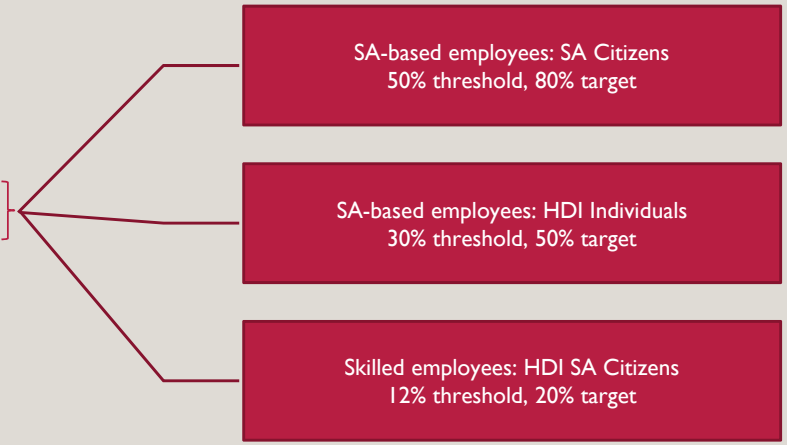 SA-based employees: SA Citizens
50% threshold, 80% target
SA-based employees: HDI Individuals
30% threshold, 50% target
Skilled employees: HDI SA Citizens
12% threshold, 20% target